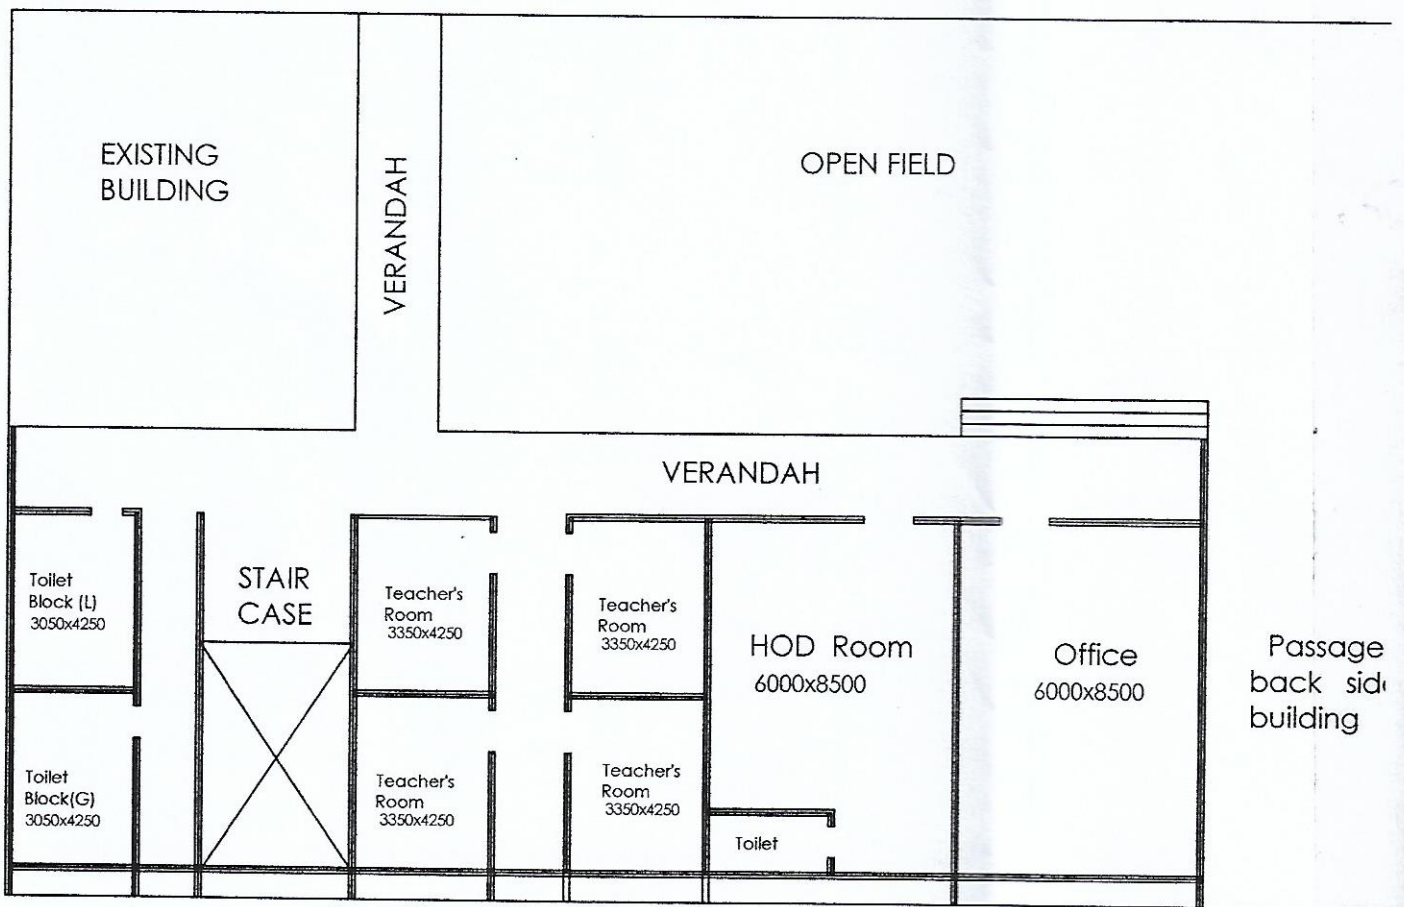 EXISTING
BUILDING
VERANDAH
OPEN FIELD
VERANDAH
Toilet
Block (L)
3050x4250
STAIR
CASE
Teacher's
Room
3350x4250
Teacher's
Room
3350x4250
HOD Room
6000x8500
Office
6000x8500
Passage
back side
building
Toilet
Block(G)
3050x4250
Teacher's
Room
3350x4250
Teacher's
Room
3350x4250
Toilet